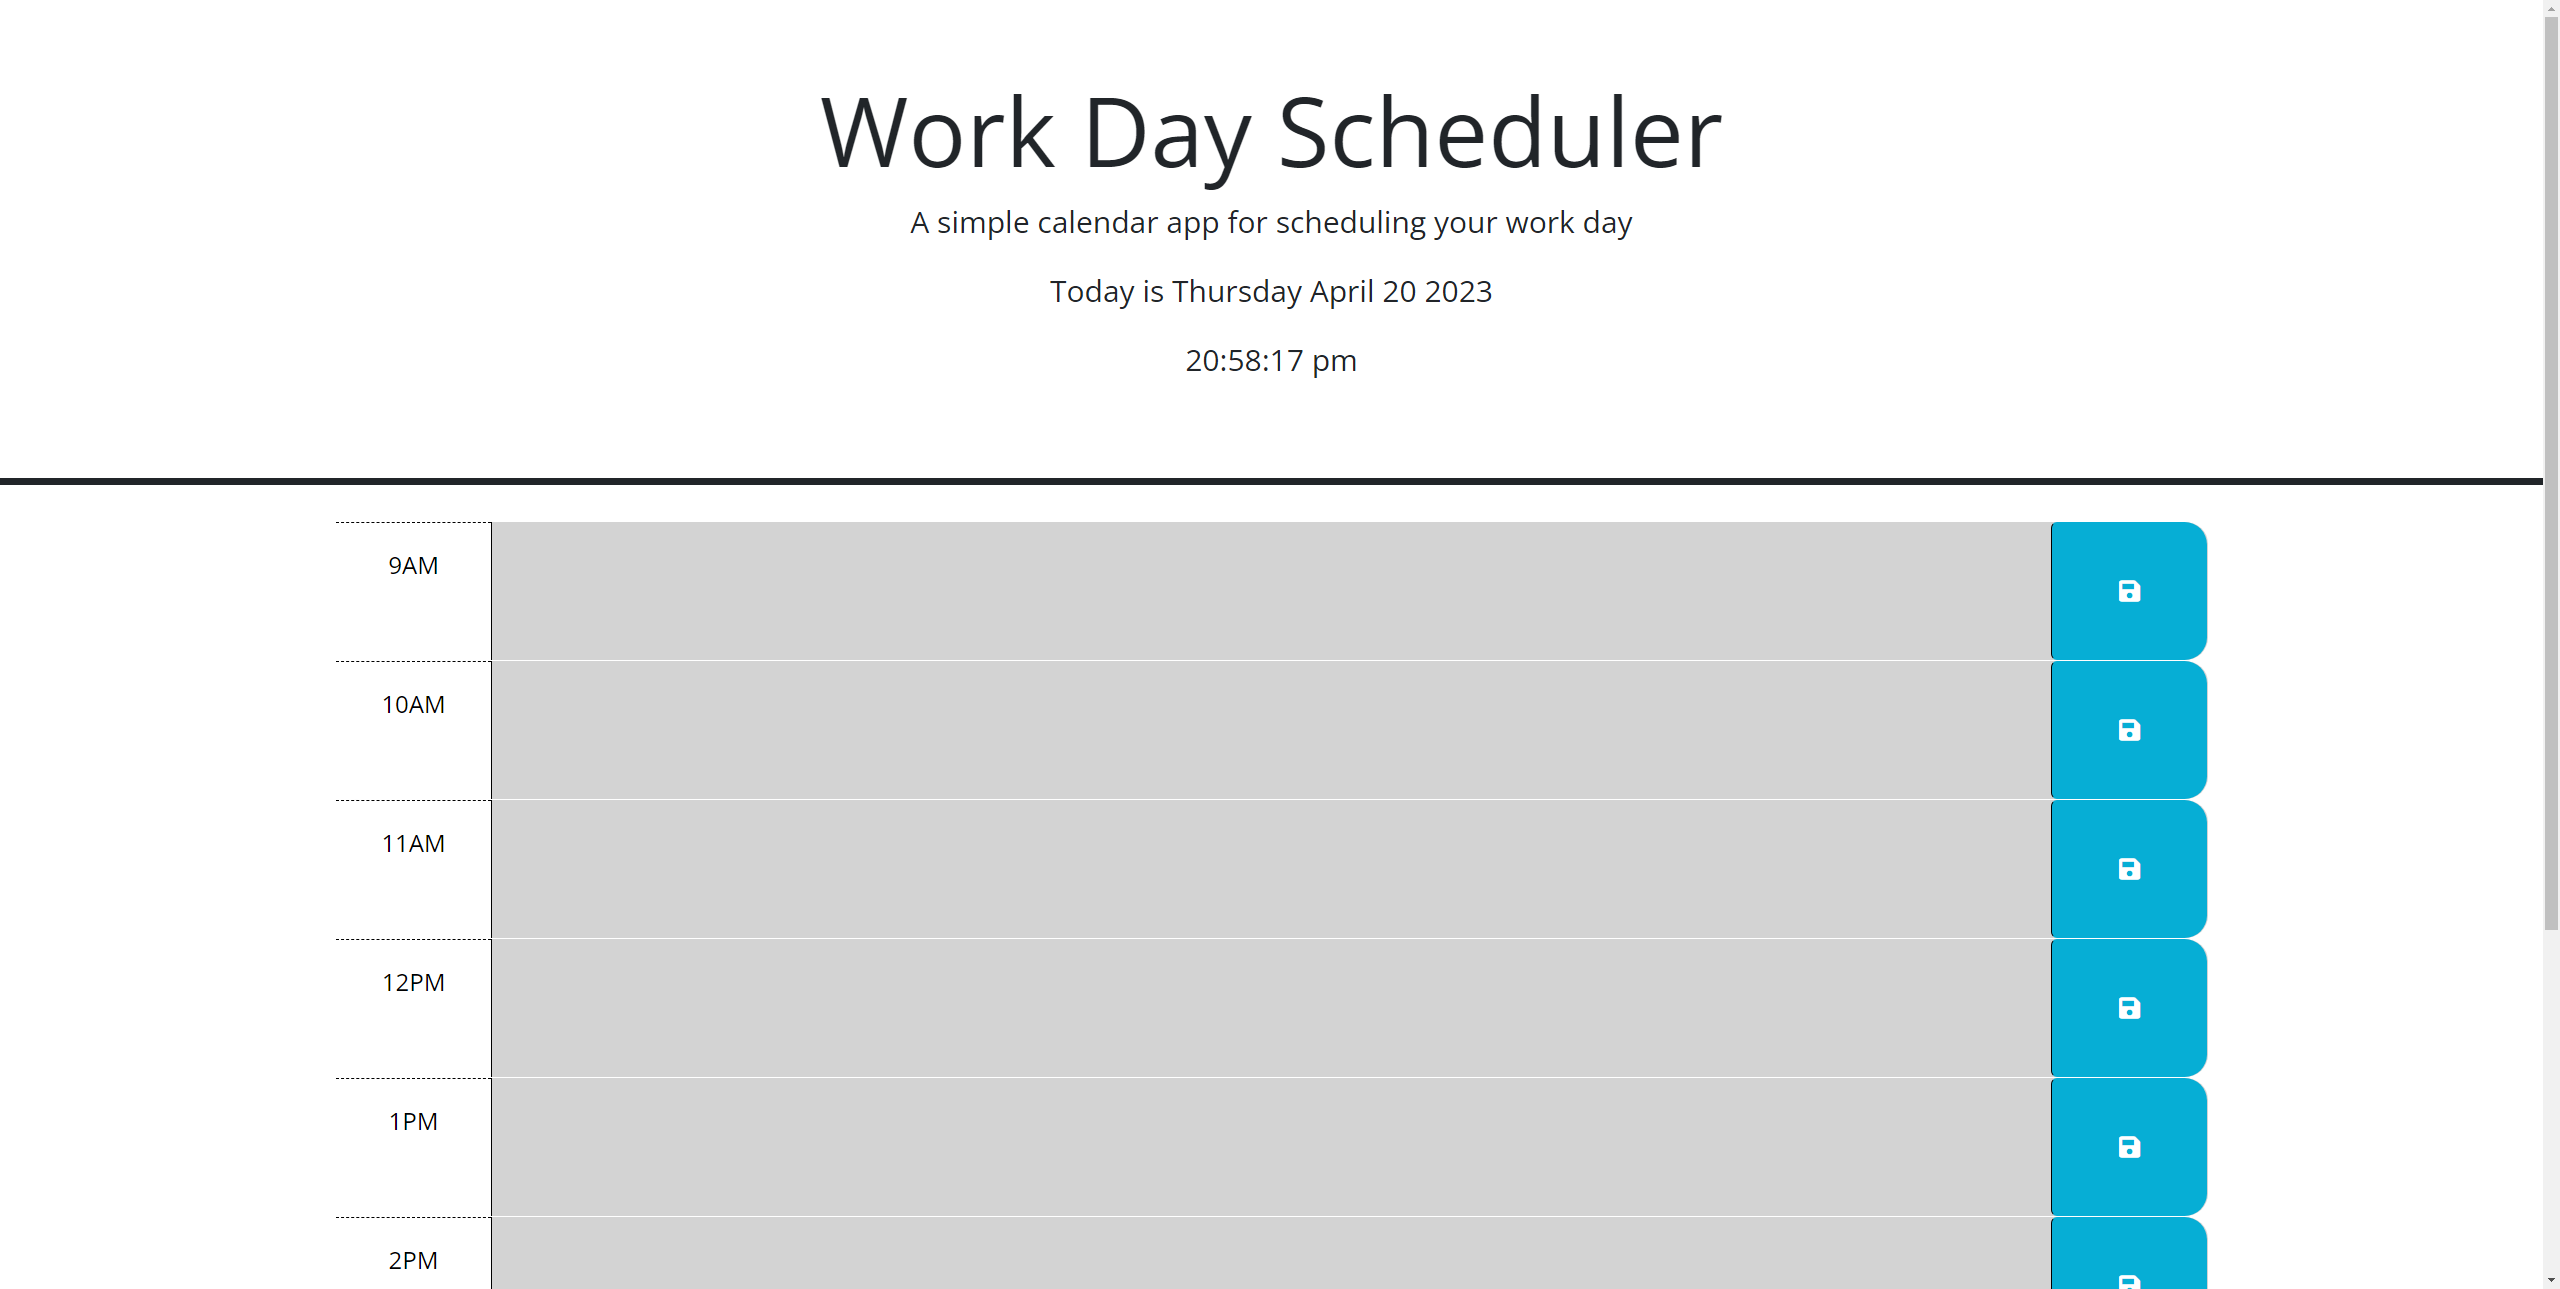 Work Day Scheduler
A simple calendar app for scheduling your work day
Today is Thursday April 20 2023
20:58:17 pm
9AM
10AM
11AM
12PM
1PM
2PM